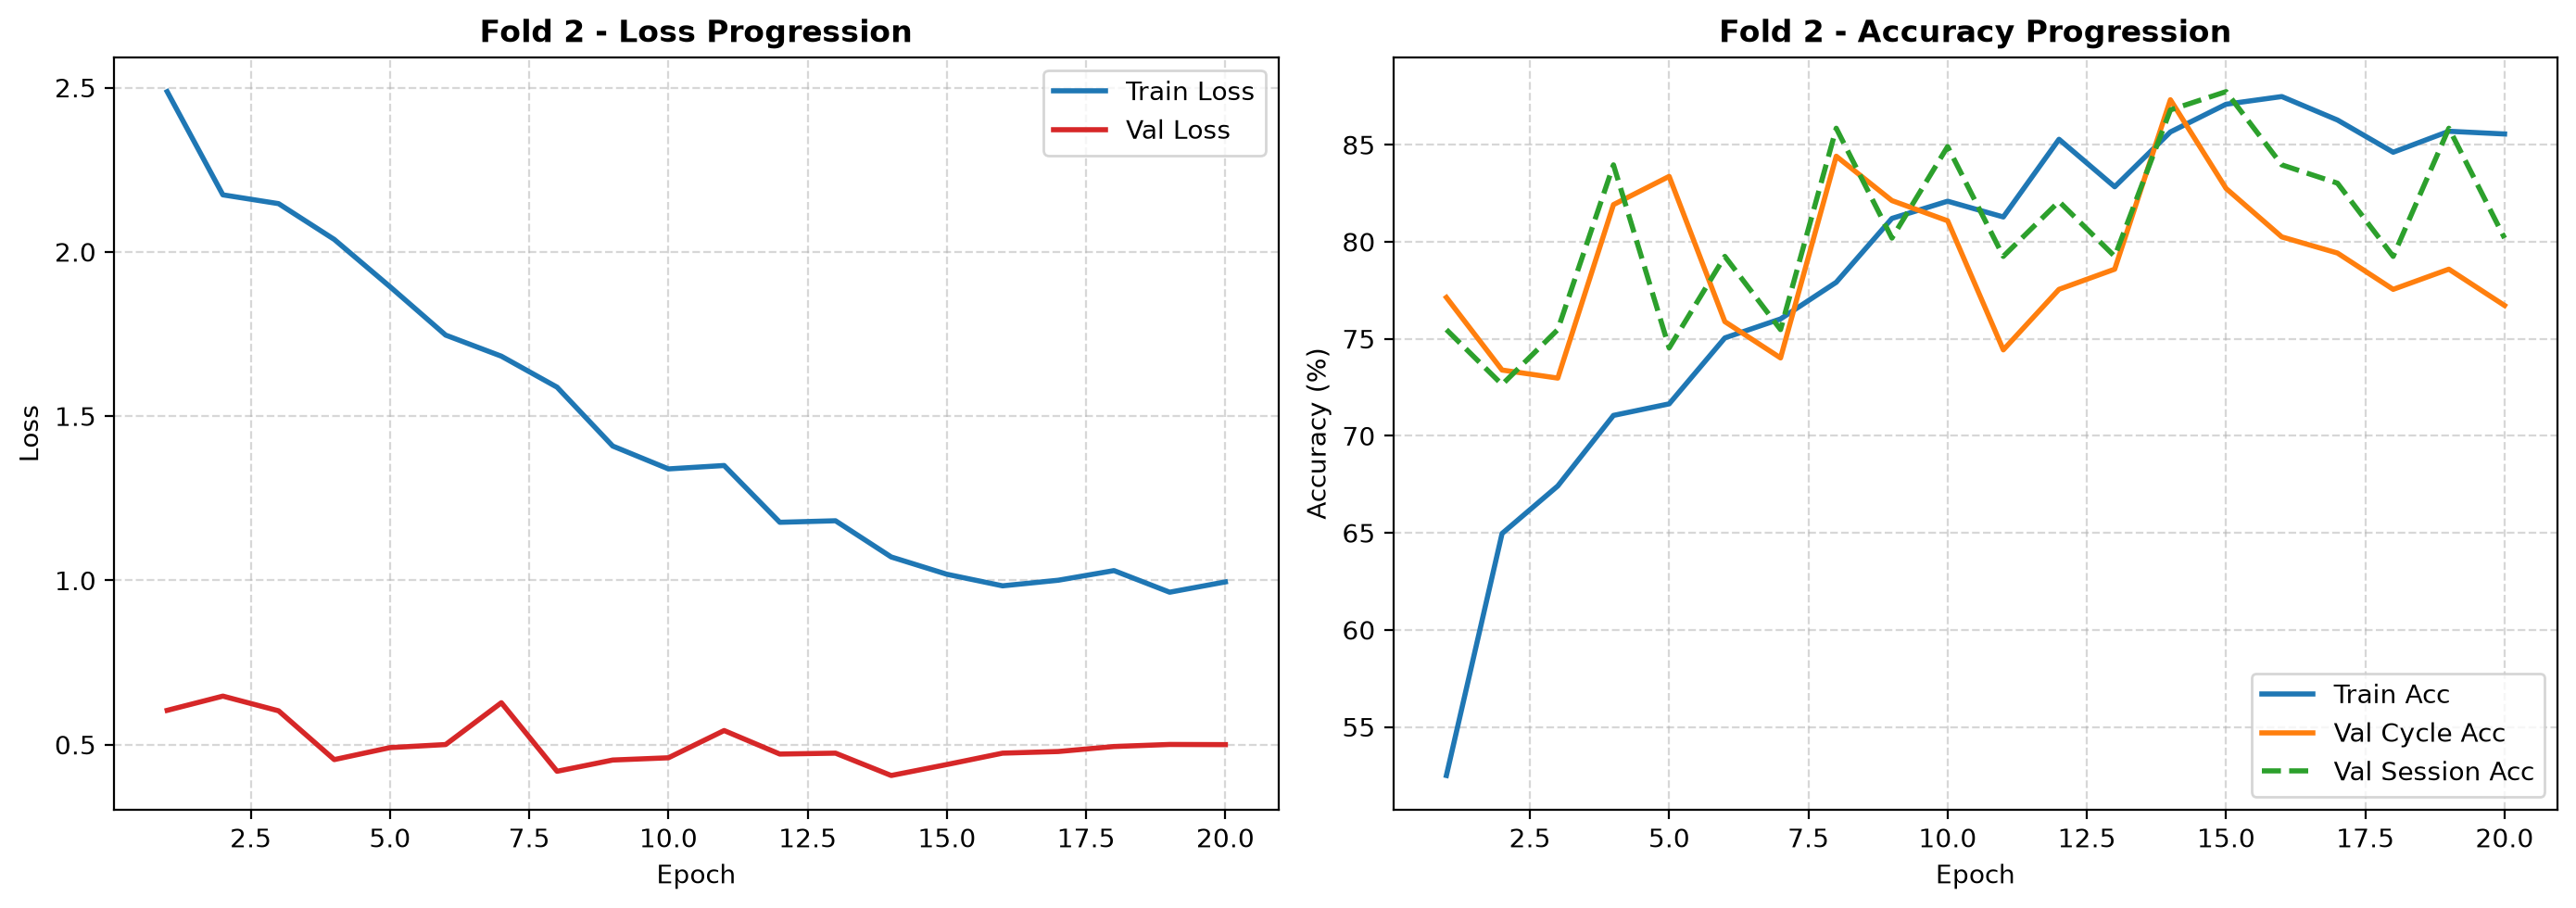 Fold 2 - Loss Progression
2.5
2.0
1.5
1.0
0.5
Loss
Train Loss
Val Loss
2.5 5.0 7.5 10.0 12.5 15.0 17.5 20.0
Epoch
Fold 2 - Accuracy Progression
85
80
75
70
65
60
55
Accuracy (%)
Train Acc
Val Cycle Acc
Val Session Acc
2.5 5.0 7.5 10.0 12.5 15.0 17.5 20.0
Epoch